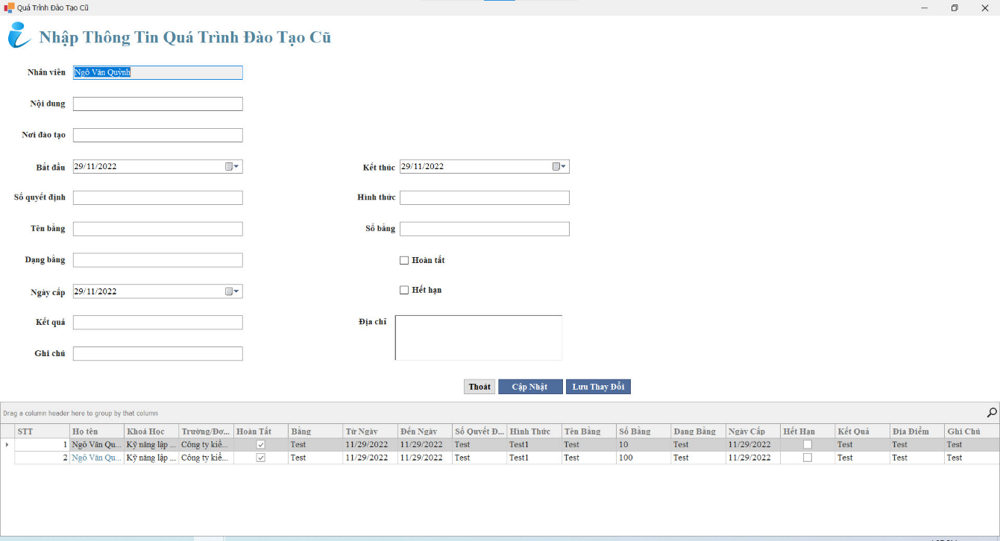 Quá Trình Đào Tạo Cũ
Nhập Thông Tin Quá Trình Đào Tạo Cũ
Nhân viên Ngô Văn Quỳnh
Nội dung
Nơi đào tạo
Bắt đầu 29/11/2022 Kết thúc 29/11/2022
Số quyết định Hình thức
Tên bằng Số bằng
Dạng bằng Hoàn tất
Ngày cấp 29/11/2022 Hết hạn
Kết quả Địa chỉ
Ghi chú
Thoát Cập Nhật Lưu Thay Đổi
Drag a column header here to group by that column
STT Họ tên Khoá Học Trường/Đơ... Hoàn Tất Bằng Từ Ngày Đến Ngày Số Quyết Đ... Hình Thức Tên Bằng Số Bằng Dạng Bằng Ngày Cấp Hết Hạn Kết Quả Địa Điểm Ghi Chú
1 Ngô Văn Qu... Kỹ năng lập ... Công ty kiể... Test 11/29/2022 11/29/2022 Test Test1 Test 10 Test 11/29/2022 Test Test Test
2 Ngô Văn Qu... Kỹ năng lập ... Công ty kiể... Test 11/29/2022 11/29/2022 Test Test1 Test 100 Test 11/29/2022 Test Test Test